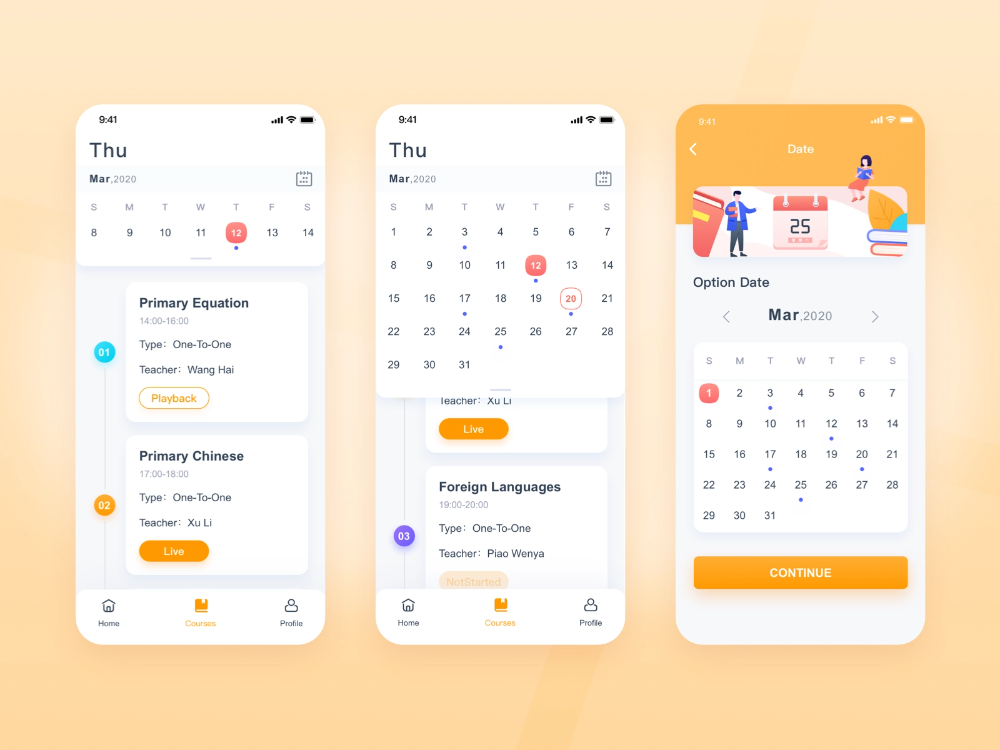 9:41
Thu
Mar,2020
S M T W T F S
8 9 10 11 12 13 14
Primary Equation
14:00-16:00
01
Type：One-To-One
Teacher：Wang Hai
Playback
Primary Chinese
17:00-18:00
02
Type：One-To-One
Teacher：Xu Li
Live
Home Courses Profile
9:41
Thu
Mar,2020
S M T W T F S
1 2 3 4 5 6 7
8 9 10 11 12 13 14
15 16 17 18 19 20 21
22 23 24 25 26 27 28
29 30 31
Teacher：Xu Li
Live
Foreign Languages
19:00-20:00
Type：One-To-One
03
Teacher：Piao Wenya
NotStarted
Home Courses Profile
9:41
Date
25
Option Date
Mar,2020
S M T W T F S
1 2 3 4 5 6 7
8 9 10 11 12 13 14
15 16 17 18 19 20 21
22 23 24 25 26 27 28
29 30 31
CONTINUE